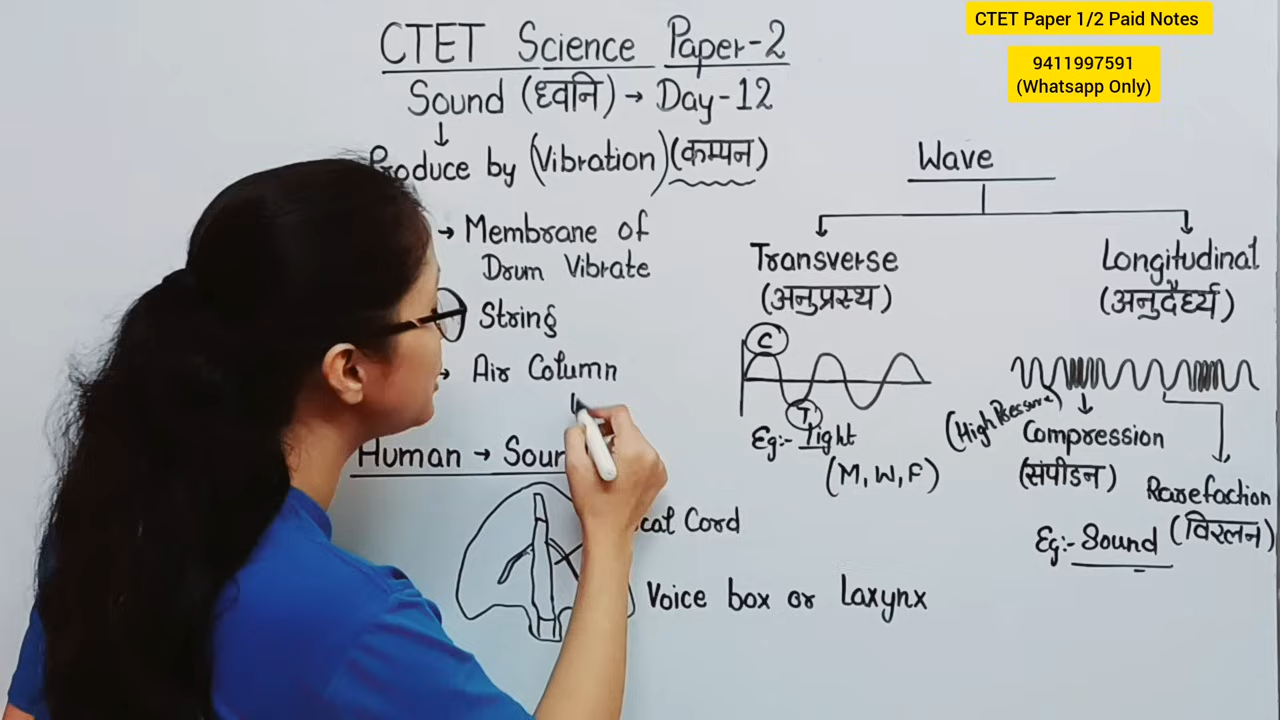 CTET Paper 1/2 Paid Notes
9411997591
(Whatsapp Only)
CTET Science Paper-2
Sound (ध्वनि) → Day-12
↓
Produce by (Vibration) (कम्पन)
→ Membrane of
Drum Vibrate
String
→ Air Column
Human →
cal Cord
Voice box or Laxynx
Wave
Transverse
(अनुप्रस्थ)
C
T
Eg:- Light
(M, W, F)
Longitudinal
(अनुदैर्घ्य)
(High Pressure)
Compression
(संपीडन)
Rarefaction
(विरलन)
Eg:- Sound